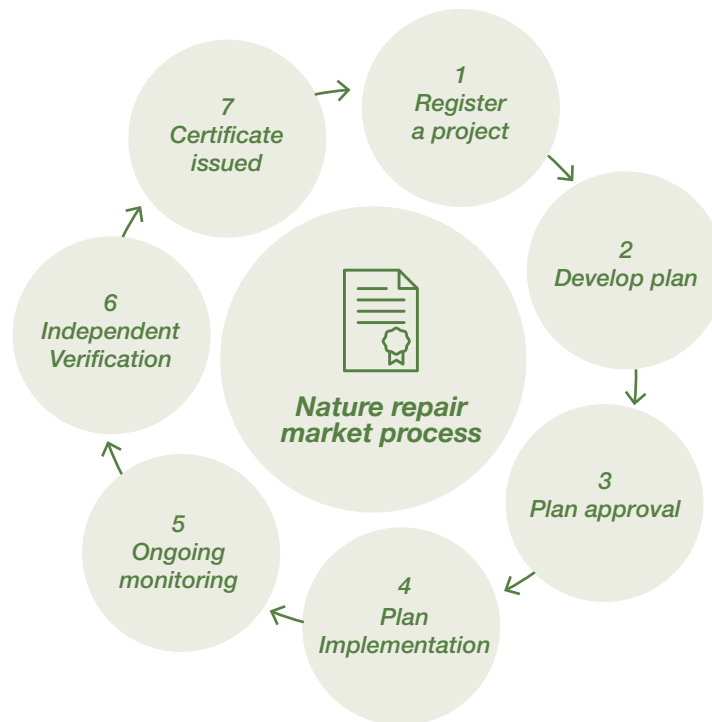 1
Register
a project
2
Develop plan
3
Plan approval
4
Plan
Implementation
5
Ongoing
monitoring
6
Independent
Verification
7
Certificate
issued
Nature repair
market process